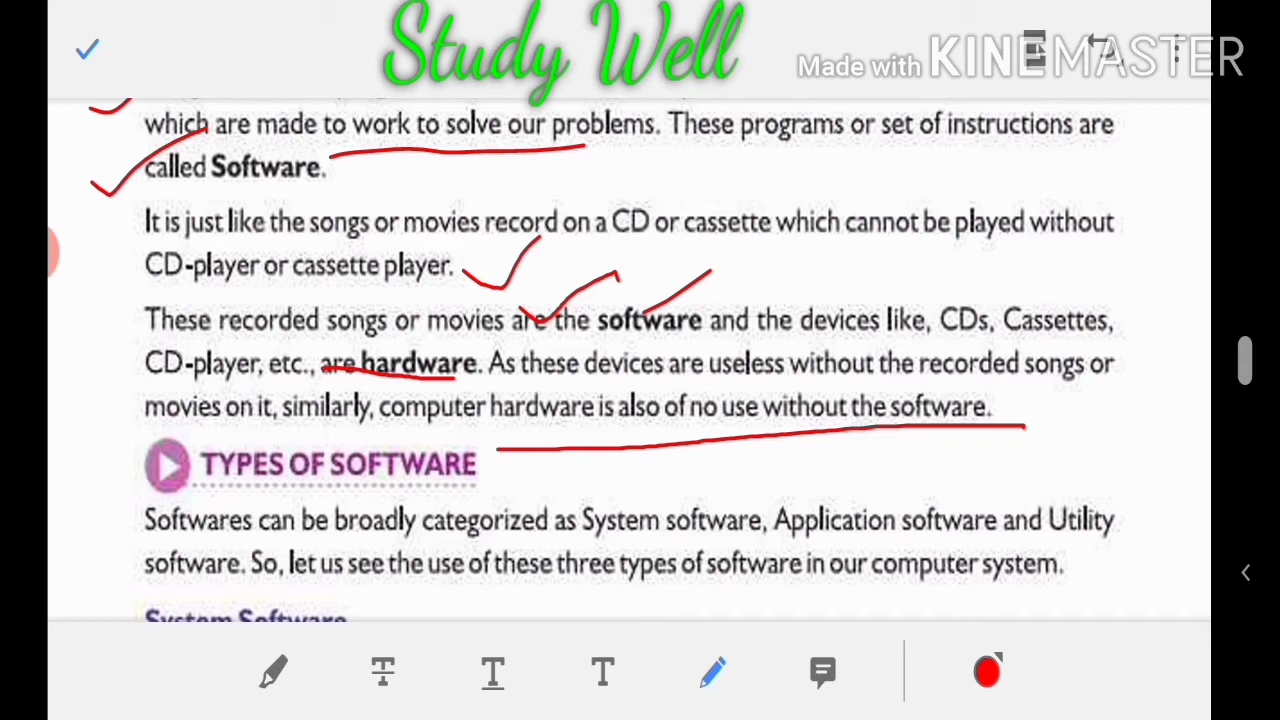 Study Well
Made with KINEMASTER
which are made to work to solve our problems. These programs or set of instructions are
called Software.
It is just like the songs or movies record on a CD or cassette which cannot be played without
CD-player or cassette player.
These recorded songs or movies are the software and the devices like, CDs, Cassettes,
CD-player, etc., are hardware. As these devices are useless without the recorded songs or
movies on it, similarly, computer hardware is also of no use without the software.
TYPES OF SOFTWARE
Softwares can be broadly categorized as System software, Application software and Utility
software. So, let us see the use of these three types of software in our computer system.
System Software